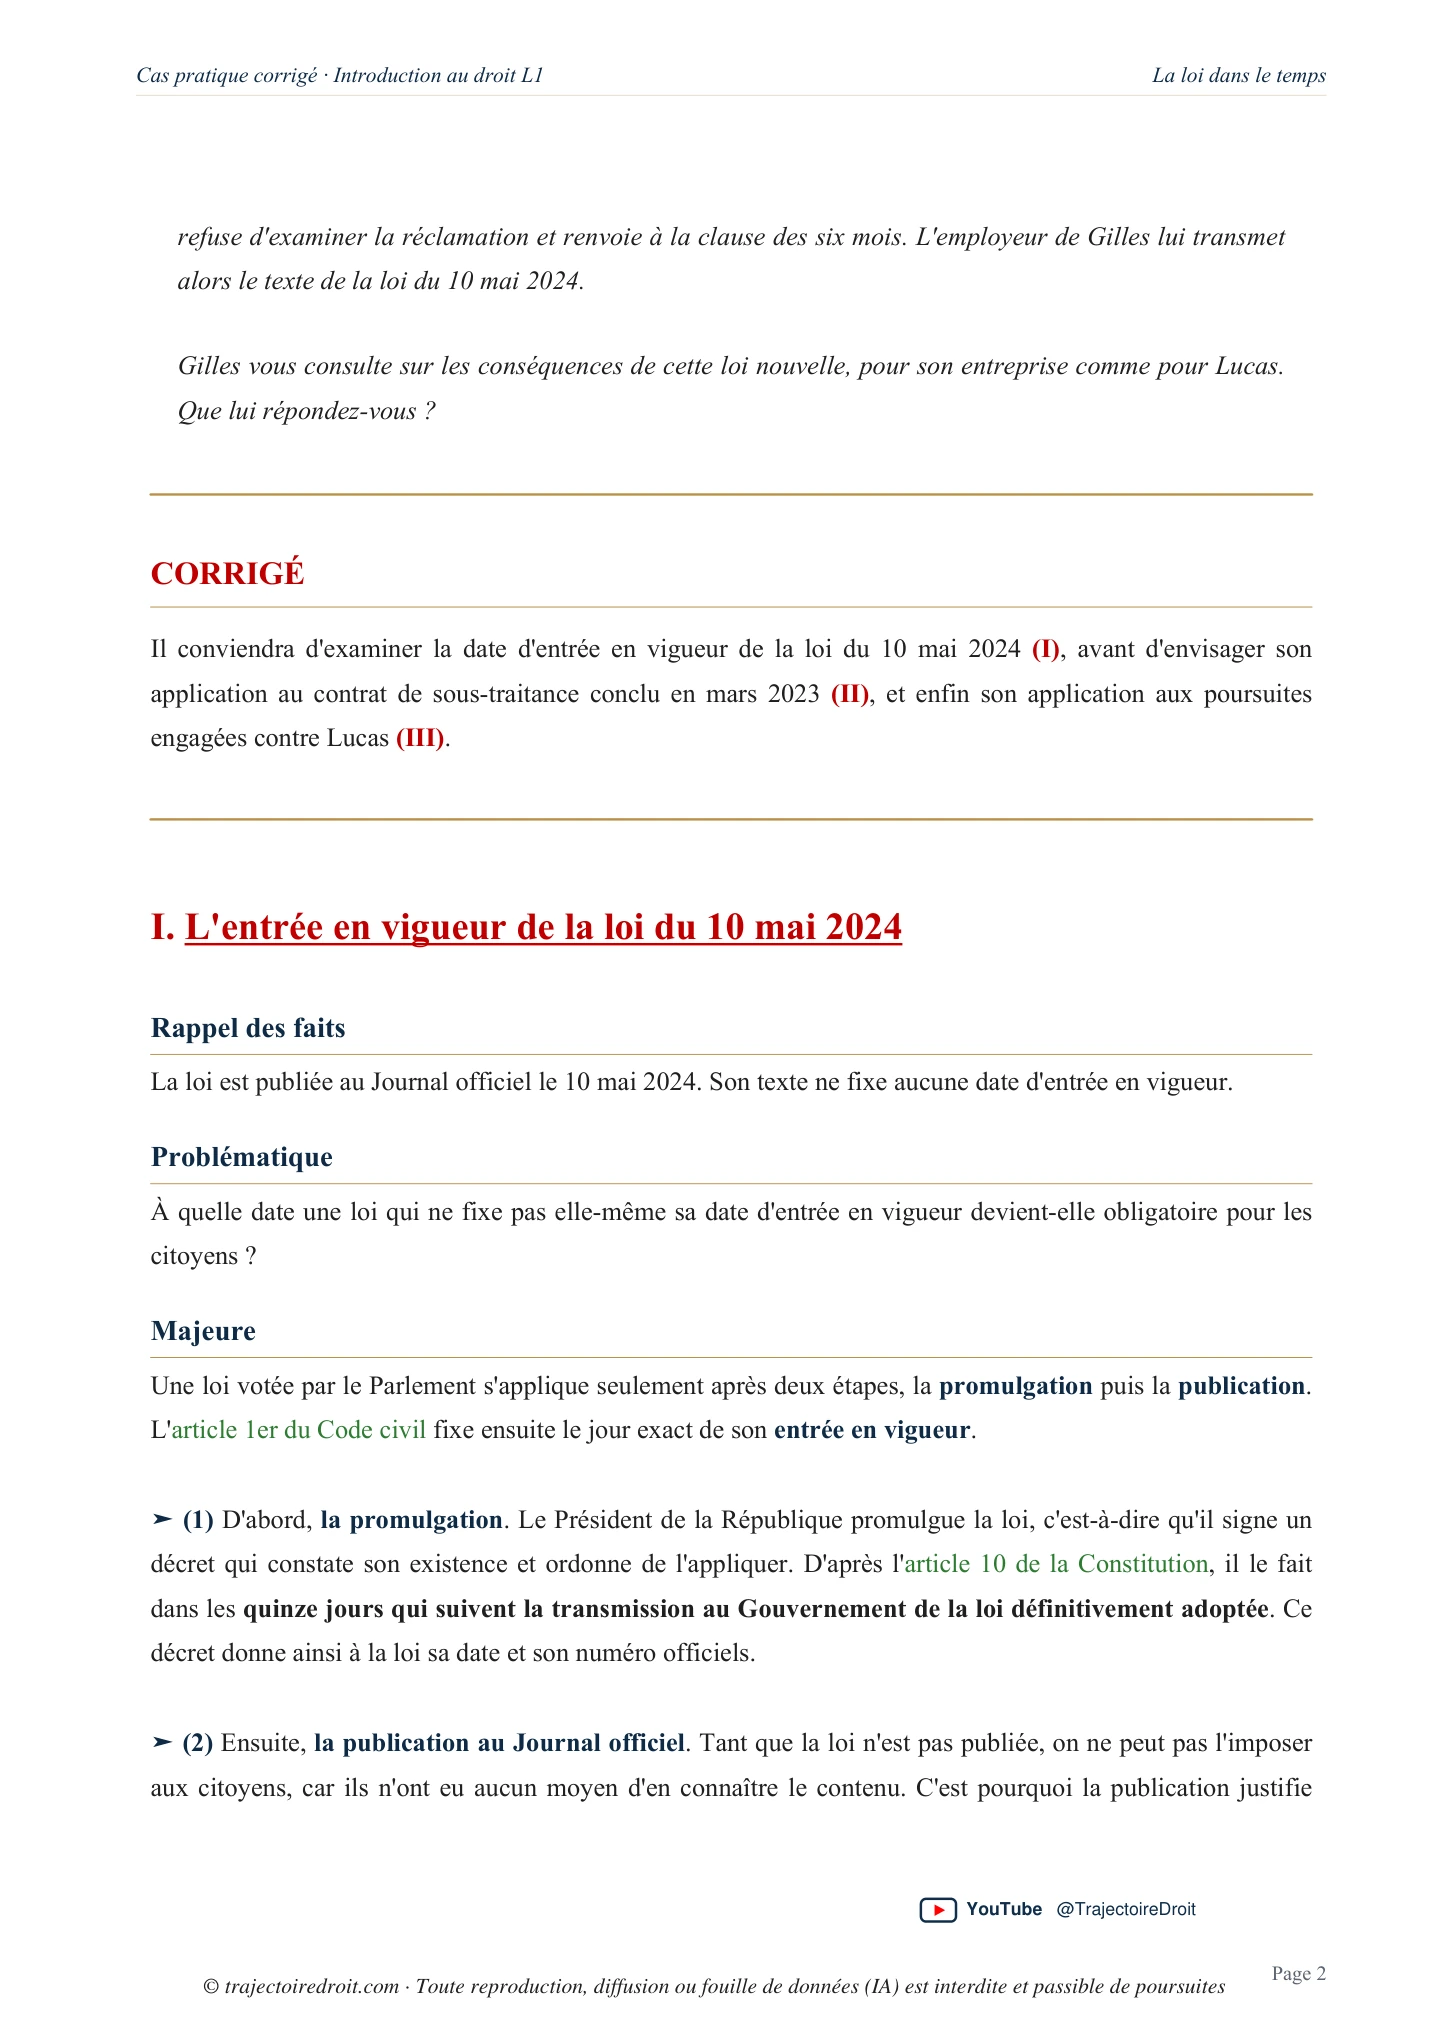 Cas pratique corrigé · Introduction au droit L1
La loi dans le temps
refuse d'examiner la réclamation et renvoie à la clause des six mois. L'employeur de Gilles lui transmet
alors le texte de la loi du 10 mai 2024.
Gilles vous consulte sur les conséquences de cette loi nouvelle, pour son entreprise comme pour Lucas.
Que lui répondez-vous ?
CORRIGÉ
Il conviendra d'examiner la date d'entrée en vigueur de la loi du 10 mai 2024 (I), avant d'envisager son
application au contrat de sous-traitance conclu en mars 2023 (II), et enfin son application aux poursuites
engagées contre Lucas (III).
I. L'entrée en vigueur de la loi du 10 mai 2024
Rappel des faits
La loi est publiée au Journal officiel le 10 mai 2024. Son texte ne fixe aucune date d'entrée en vigueur.
Problématique
À quelle date une loi qui ne fixe pas elle-même sa date d'entrée en vigueur devient-elle obligatoire pour les
citoyens ?
Majeure
Une loi votée par le Parlement s'applique seulement après deux étapes, la promulgation puis la publication.
L'article 1er du Code civil fixe ensuite le jour exact de son entrée en vigueur.
➢ (1) D'abord, la promulgation. Le Président de la République promulgue la loi, c'est-à-dire qu'il signe un
décret qui constate son existence et ordonne de l'appliquer. D'après l'article 10 de la Constitution, il le fait
dans les quinze jours qui suivent la transmission au Gouvernement de la loi définitivement adoptée. Ce
décret donne ainsi à la loi sa date et son numéro officiels.
➢ (2) Ensuite, la publication au Journal officiel. Tant que la loi n'est pas publiée, on ne peut pas l'imposer
aux citoyens, car ils n'ont eu aucun moyen d'en connaître le contenu. C'est pourquoi la publication justifie
YouTube @TrajectoireDroit
© trajectoiredroit.com · Toute reproduction, diffusion ou fouille de données (IA) est interdite et passible de poursuites
Page 2